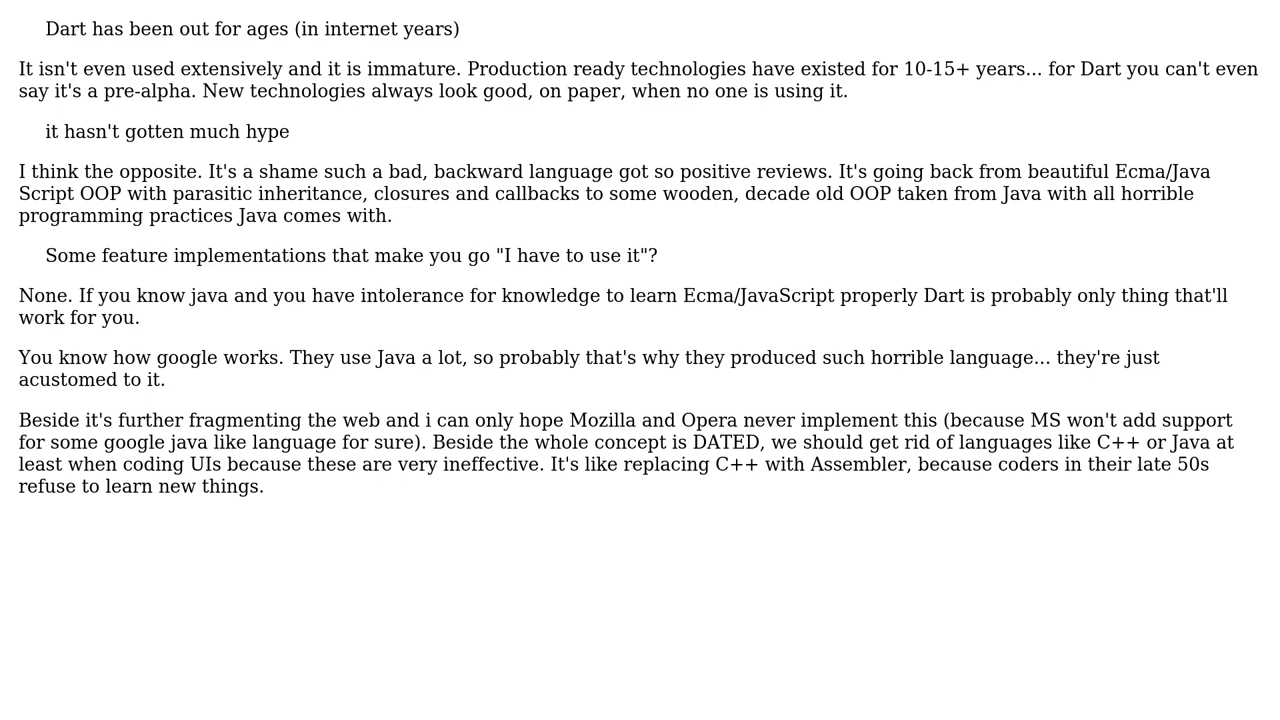 Dart has been out for ages (in internet years)
It isn't even used extensively and it is immature. Production ready technologies have existed for 10-15+ years... for Dart you can't even
say it's a pre-alpha. New technologies always look good, on paper, when no one is using it.
it hasn't gotten much hype
I think the opposite. It's a shame such a bad, backward language got so positive reviews. It's going back from beautiful Ecma/Java
Script OOP with parasitic inheritance, closures and callbacks to some wooden, decade old OOP taken from Java with all horrible
programming practices Java comes with.
Some feature implementations that make you go "I have to use it"?
None. If you know java and you have intolerance for knowledge to learn Ecma/JavaScript properly Dart is probably only thing that'll
work for you.
You know how google works. They use Java a lot, so probably that's why they produced such horrible language... they're just
acustomed to it.
Beside it's further fragmenting the web and i can only hope Mozilla and Opera never implement this (because MS won't add support
for some google java like language for sure). Beside the whole concept is DATED, we should get rid of languages like C++ or Java at
least when coding UIs because these are very ineffective. It's like replacing C++ with Assembler, because coders in their late 50s
refuse to learn new things.